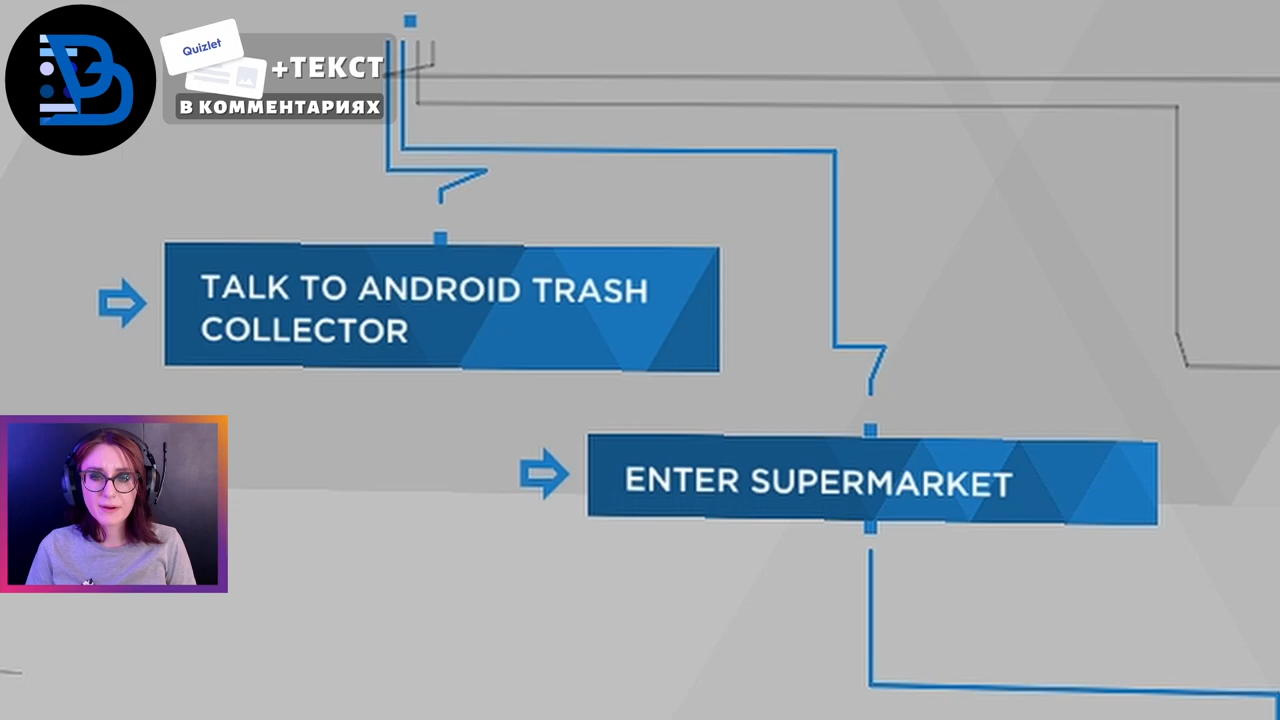 Quizlet
+ТЕКСТ
В КОММЕНТАРИЯХ
TALK TO ANDROID TRASH
COLLECTOR
ENTER SUPERMARKET